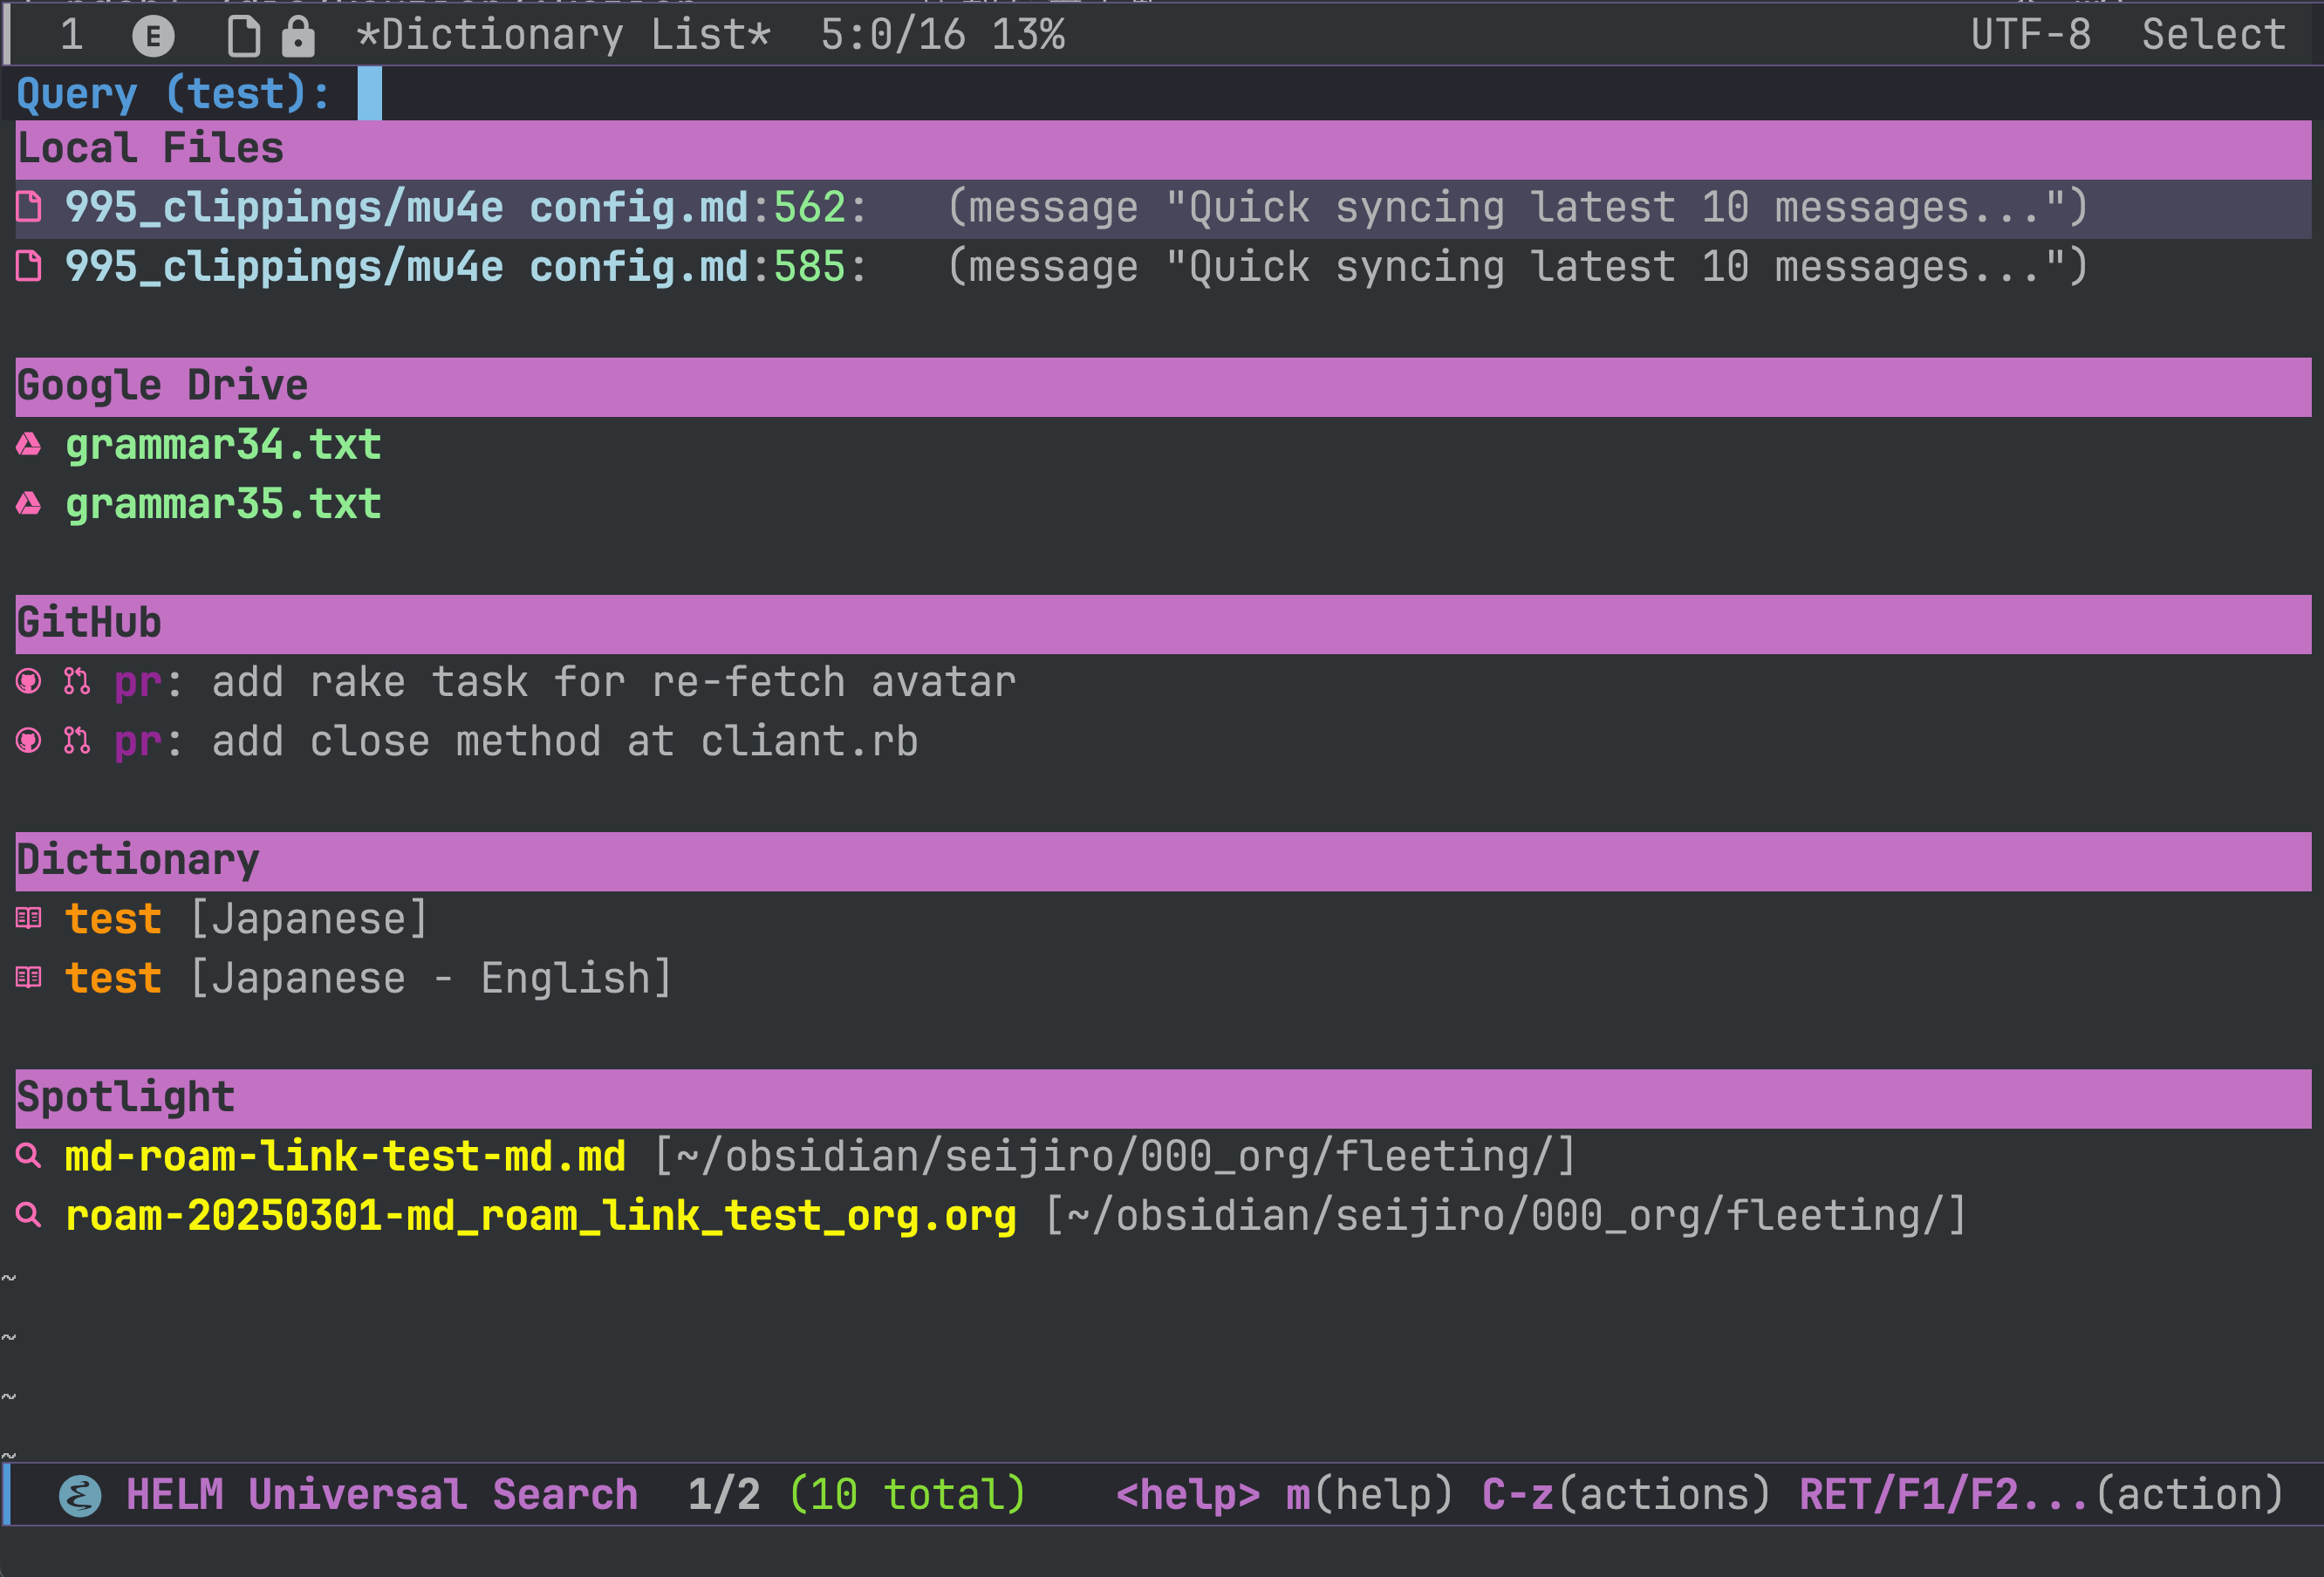 1 E *Dictionary List* 5:0/16 13% UTF-8 Select
Query (test):
Local Files
995_clippings/mu4e config.md:562: (message "Quick syncing latest 10 messages...")
995_clippings/mu4e config.md:585: (message "Quick syncing latest 10 messages...")
Google Drive
grammar34.txt
grammar35.txt
GitHub
pr: add rake task for re-fetch avatar
pr: add close method at cliant.rb
Dictionary
test [Japanese]
test [Japanese - English]
Spotlight
md-roam-link-test-md.md [~/obsidian/seijiro/000_org/fleeting/]
roam-20250301-md_roam_link_test_org.org [~/obsidian/seijiro/000_org/fleeting/]
~
~
~
~
HELM Universal Search 1/2 (10 total) <help> m(help) C-z(actions) RET/F1/F2...(action)